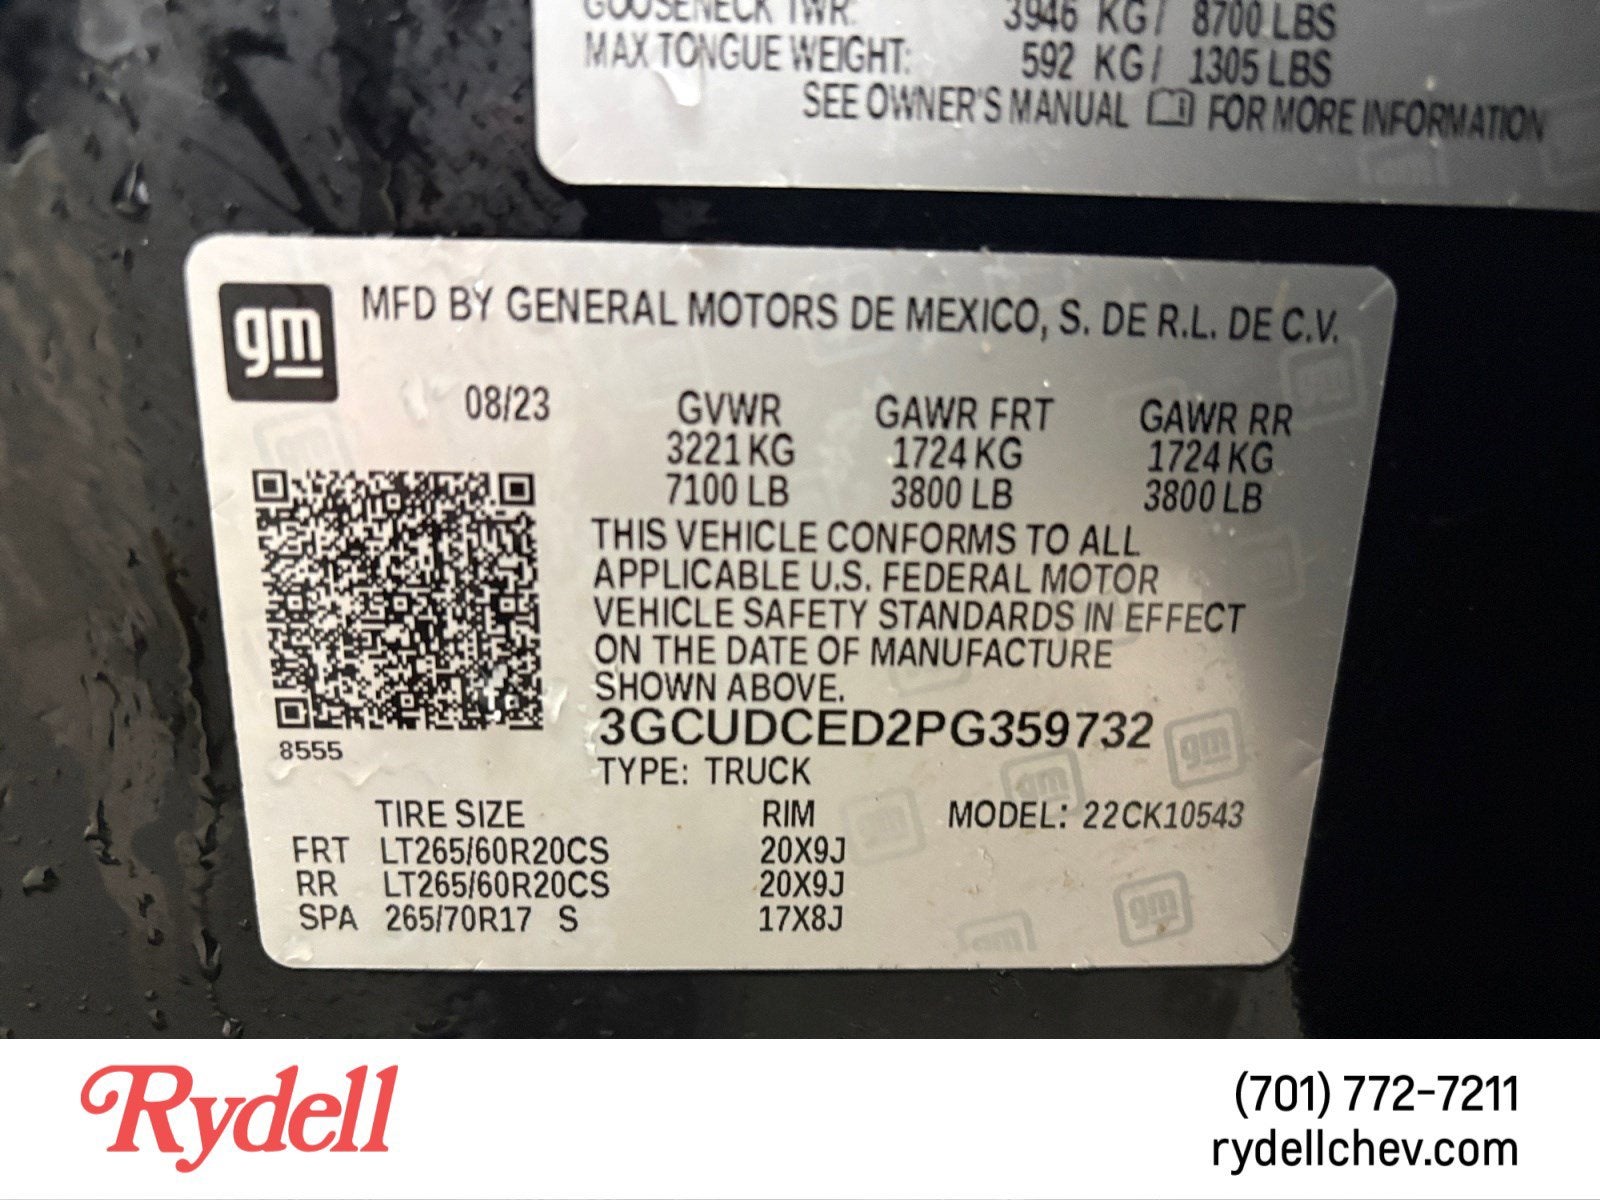 GOOSENECK TWR: 3946 KG/ 8700 LBS
MAX TONGUE WEIGHT: 592 KG/ 1305 LBS
SEE OWNER'S MANUAL FOR MORE INFORMATION
gm MFD BY GENERAL MOTORS DE MEXICO, S. DE R.L. DE C.V.
08/23 GVWR GAWR FRT GAWR RR
3221 KG 1724 KG 1724 KG
7100 LB 3800 LB 3800 LB
THIS VEHICLE CONFORMS TO ALL
APPLICABLE U.S. FEDERAL MOTOR
VEHICLE SAFETY STANDARDS IN EFFECT
ON THE DATE OF MANUFACTURE
SHOWN ABOVE.
3GCUDCED2PG359732
8555
TYPE: TRUCK
TIRE SIZE RIM MODEL: 22CK10543
FRT LT265/60R20CS 20X9J
RR LT265/60R20CS 20X9J
SPA 265/70R17 S 17X8J
gm
gm
gm
gm
Rydell
(701) 772-7211
rydellchev.com